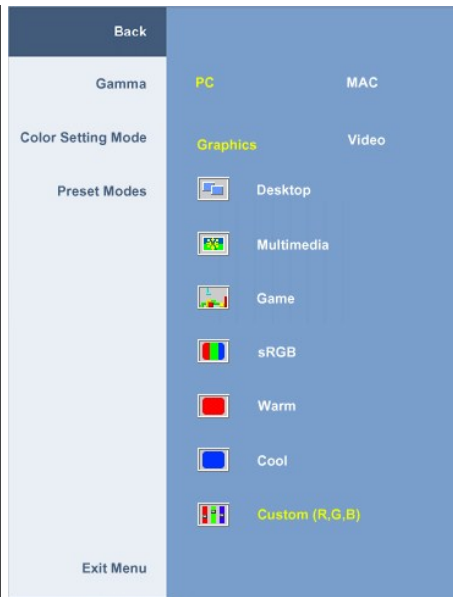 Back
Gamma PC MAC
Color Setting Mode Graphics Video
Preset Modes Desktop
Multimedia
Game
sRGB
Warm
Cool
Custom (R,G,B)
Exit Menu